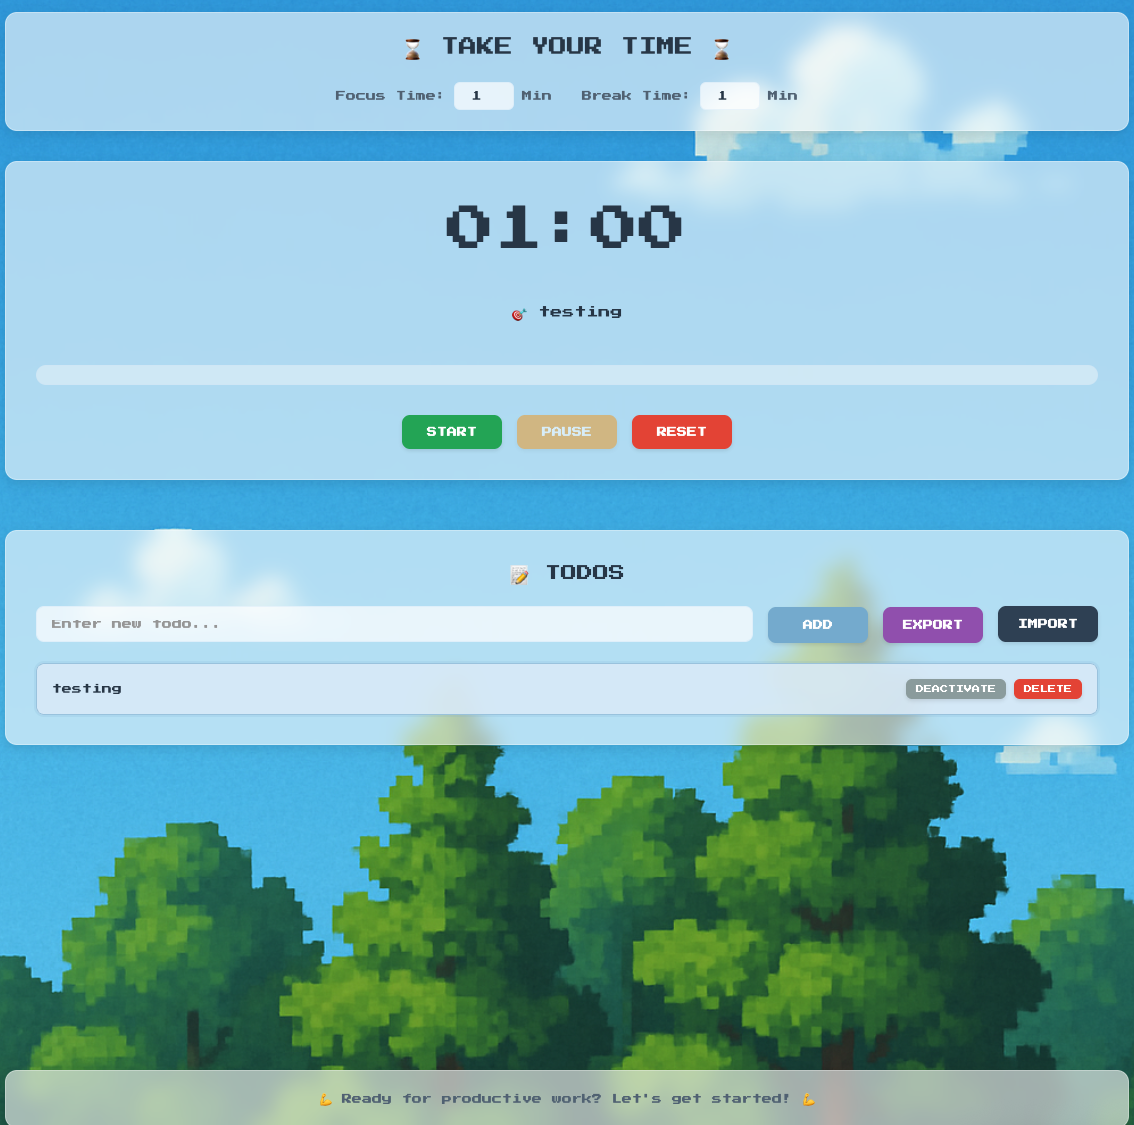 ⌛ TAKE YOUR TIME ⌛
Focus Time: 1 Min Break Time: 1 Min
01:00
🎯 testing
START PAUSE RESET
📝 TODOS
Enter new todo... ADD EXPORT IMPORT
testing DEACTIVATE DELETE
💪 Ready for productive work? Let's get started! 💪